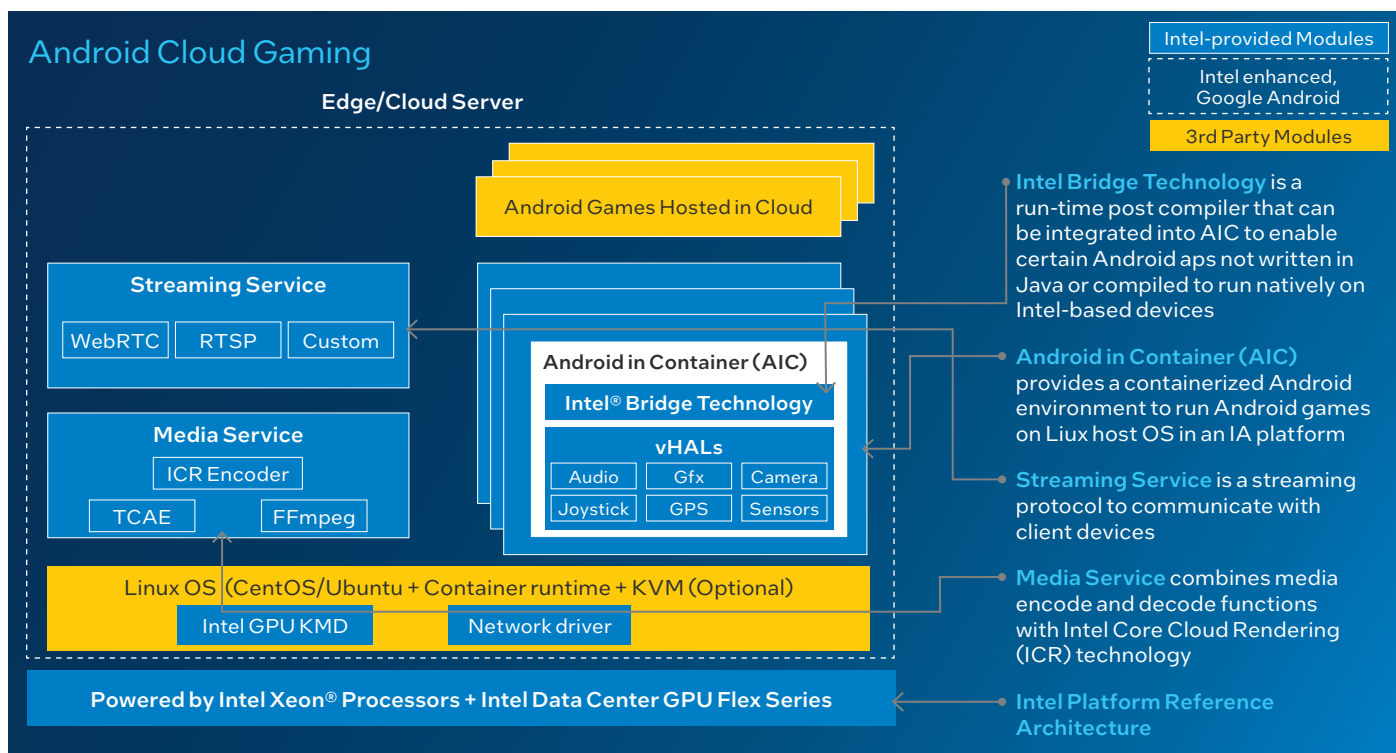 Android Cloud Gaming
Intel-provided Modules
Intel enhanced,
Google Android
3rd Party Modules
Edge/Cloud Server
Android Games Hosted in Cloud
Streaming Service
WebRTC
RTSP
Custom
Media Service
ICR Encoder
TCAE
FFmpeg
Android in Container (AIC)
Intel® Bridge Technology
vHALs
Audio
Gfx
Camera
Joystick
GPS
Sensors
Linux OS (CentOS/Ubuntu + Container runtime + KVM (Optional)
Intel GPU KMD
Network driver
Powered by Intel Xeon® Processors + Intel Data Center GPU Flex Series
Intel Bridge Technology is a
run-time post compiler that can
be integrated into AIC to enable
certain Android aps not written in
Java or compiled to run natively on
Intel-based devices
Android in Container (AIC)
provides a containerized Android
environment to run Android games
on Liux host OS in an IA platform
Streaming Service is a streaming
protocol to communicate with
client devices
Media Service combines media
encode and decode functions
with Intel Core Cloud Rendering
(ICR) technology
Intel Platform Reference
Architecture